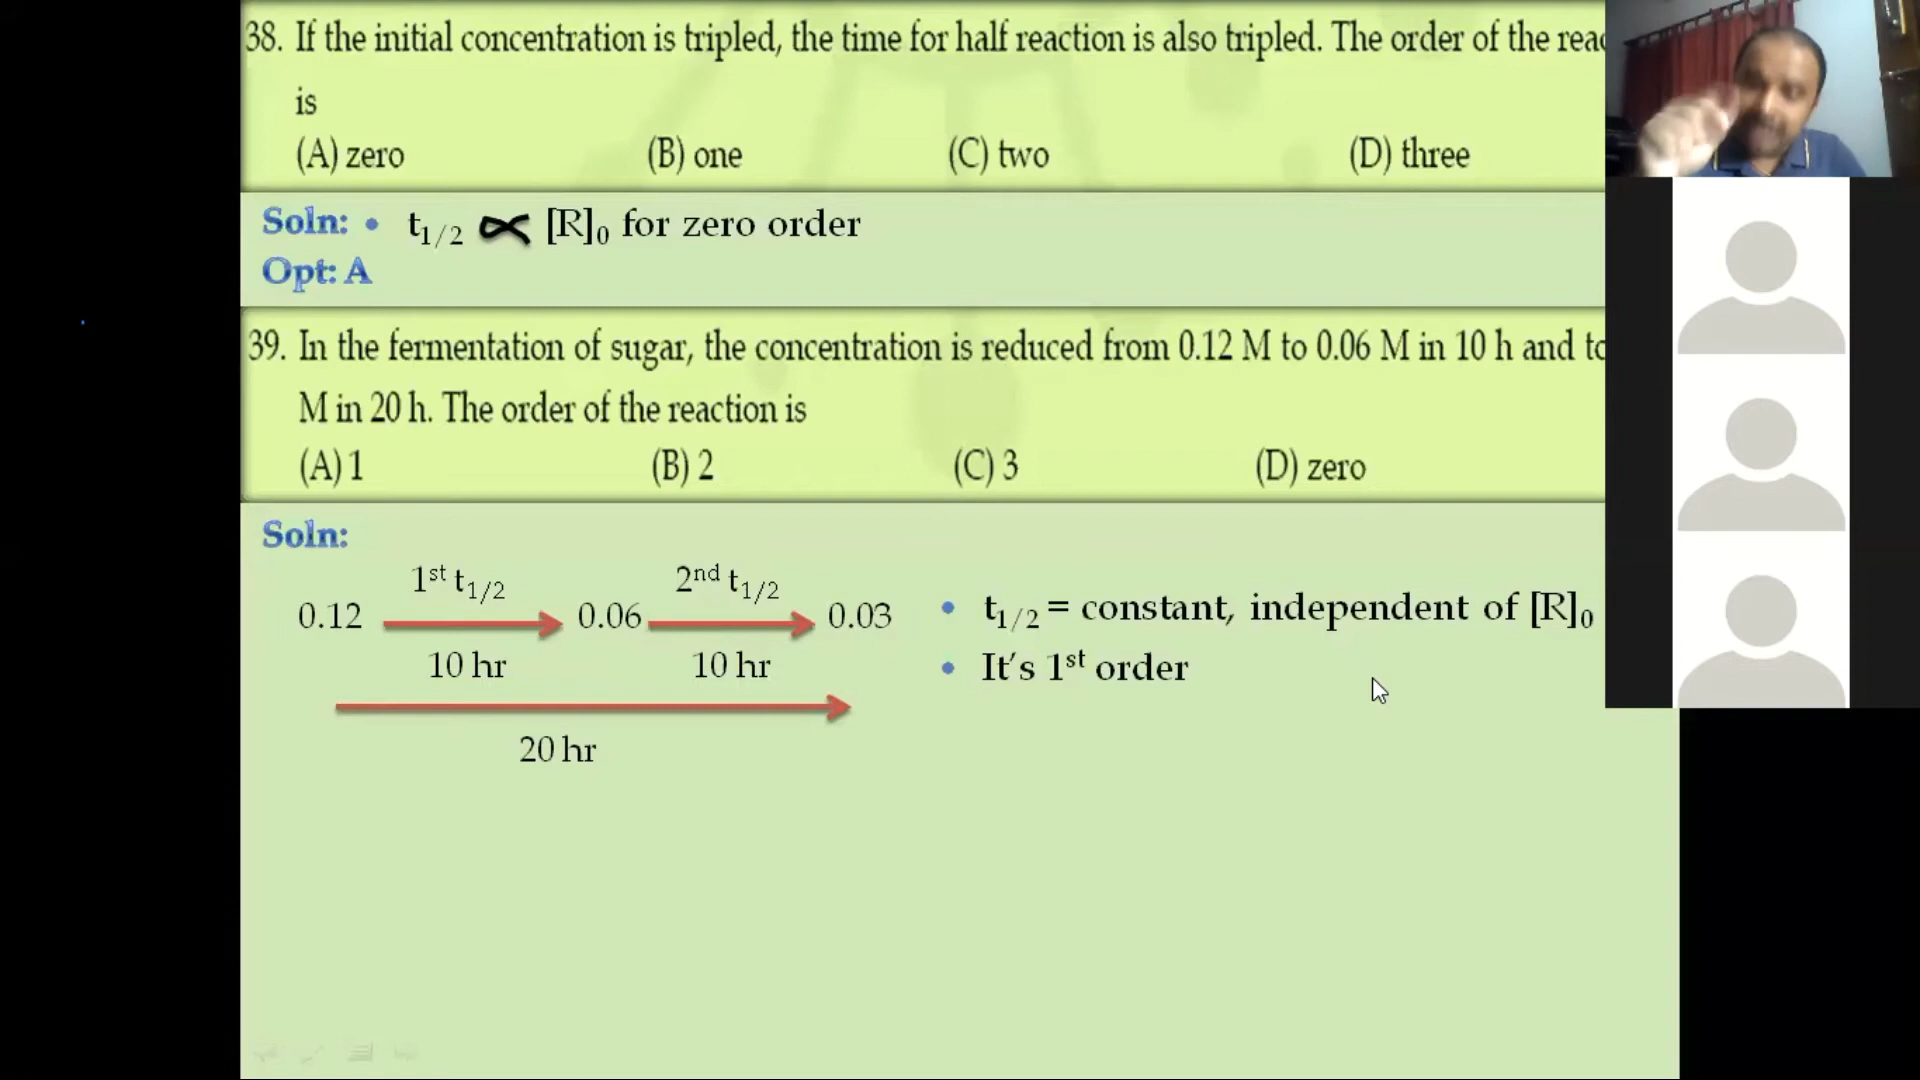 38. If the initial concentration is tripled, the time for half reaction is also tripled. The order of the
is
(A) zero (B) one (C) two (D) three
Soln: • t1/2 ∝ [R]0 for zero order
Opt: A
39. In the fermentation of sugar, the concentration is reduced from 0.12 M to 0.06 M in 10 h and
M in 20 h. The order of the reaction is
(A) 1 (B) 2 (C) 3 (D) zero
Soln:
1st t1/2 2nd t1/2
0.12 0.06 0.03 • t1/2 = constant, independent of [R]0
10 hr 10 hr • It's 1st order
20 hr